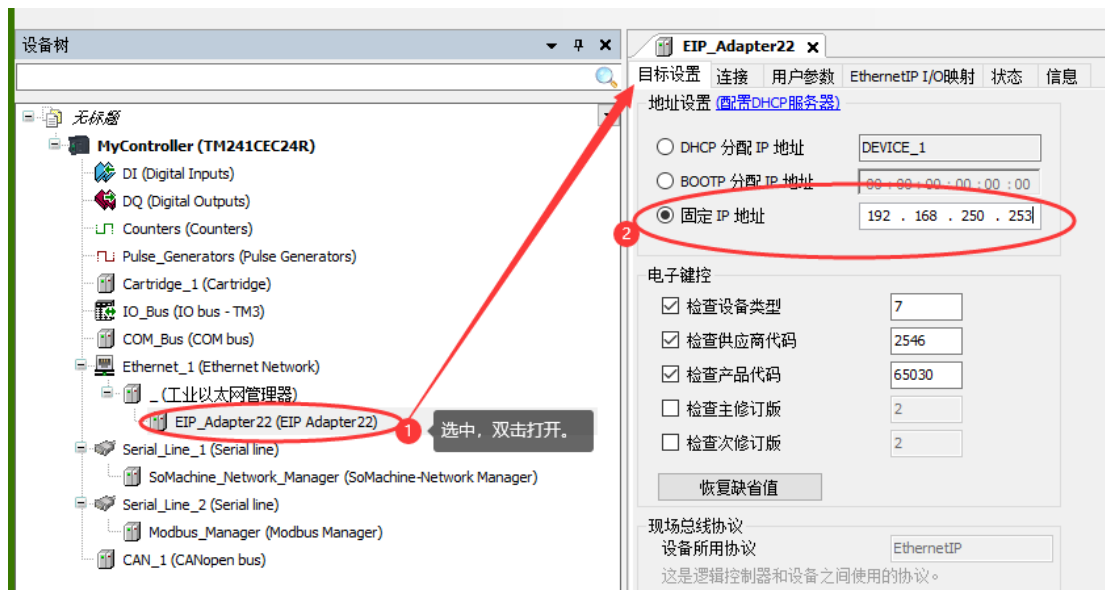 设备树
无标题
MyController (TM241CEC24R)
DI (Digital Inputs)
DQ (Digital Outputs)
Counters (Counters)
Pulse_Generators (Pulse Generators)
Cartridge_1 (Cartridge)
IO_Bus (IO bus - TM3)
COM_Bus (COM bus)
Ethernet_1 (Ethernet Network)
_ (工业以太网管理器)
EIP_Adapter22 (EIP Adapter22)
1
选中，双击打开。
Serial_Line_1 (Serial line)
SoMachine_Network_Manager (SoMachine-Network Manager)
Serial_Line_2 (Serial line)
Modbus_Manager (Modbus Manager)
CAN_1 (CANopen bus)
EIP_Adapter22
目标设置 连接 用户参数 EthernetIP I/O映射 状态 信息
地址设置 (配置DHCP服务器)
DHCP 分配 IP 地址 DEVICE_1
BOOTP 分配 IP 地址 00 : 00 : 00 : 00 : 00 : 00
固定 IP 地址 192 . 168 . 250 . 253
2
电子键控
检查设备类型 7
检查供应商代码 2546
检查产品代码 65030
检查主修订版 2
检查次修订版 2
恢复缺省值
现场总线协议
设备所用协议 EthernetIP
这是逻辑控制器和设备之间使用的协议。